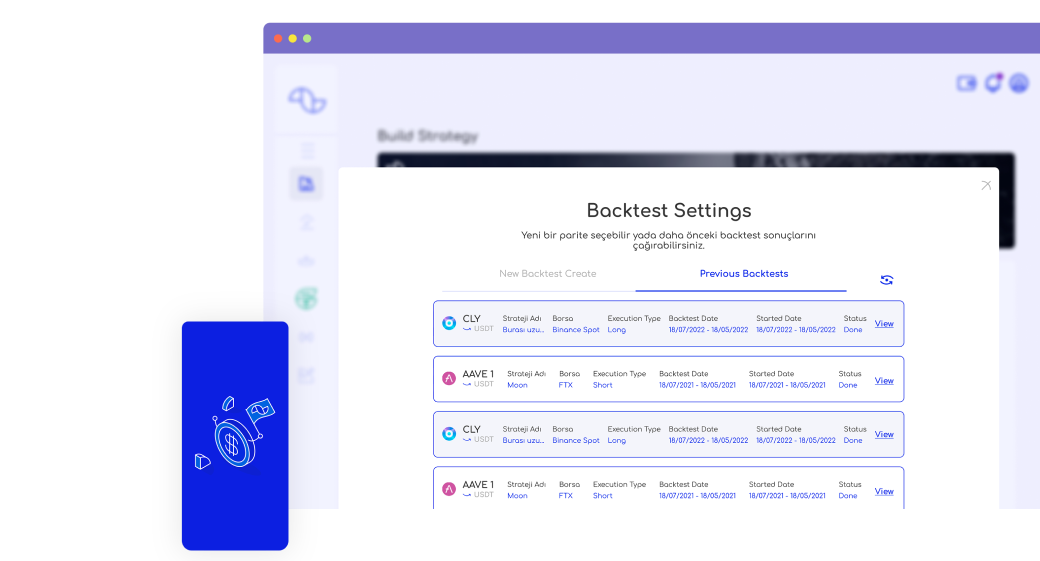 Build Strategy
Backtest Settings
Yeni bir parite seçebilir yada daha önceki backtest sonuçlarını
çağırabilirsiniz.
New Backtest Create Previous Backtests
CLY Strateji Adı Borsa Execution Type Backtest Date Started Date Status
USDT Burası uzu... Binance Spot Long 18/07/2022 - 18/05/2022 18/07/2022 - 18/05/2022 Done View
AAVE 1 Strateji Adı Borsa Execution Type Backtest Date Started Date Status
USDT Moon FTX Short 18/07/2021 - 18/05/2021 18/07/2021 - 18/05/2021 Done View
CLY Strateji Adı Borsa Execution Type Backtest Date Started Date Status
USDT Burası uzu... Binance Spot Long 18/07/2022 - 18/05/2022 18/07/2022 - 18/05/2022 Done View
AAVE 1 Strateji Adı Borsa Execution Type Backtest Date Started Date Status
USDT Moon FTX Short 18/07/2021 - 18/05/2021 18/07/2021 - 18/05/2021 Done View